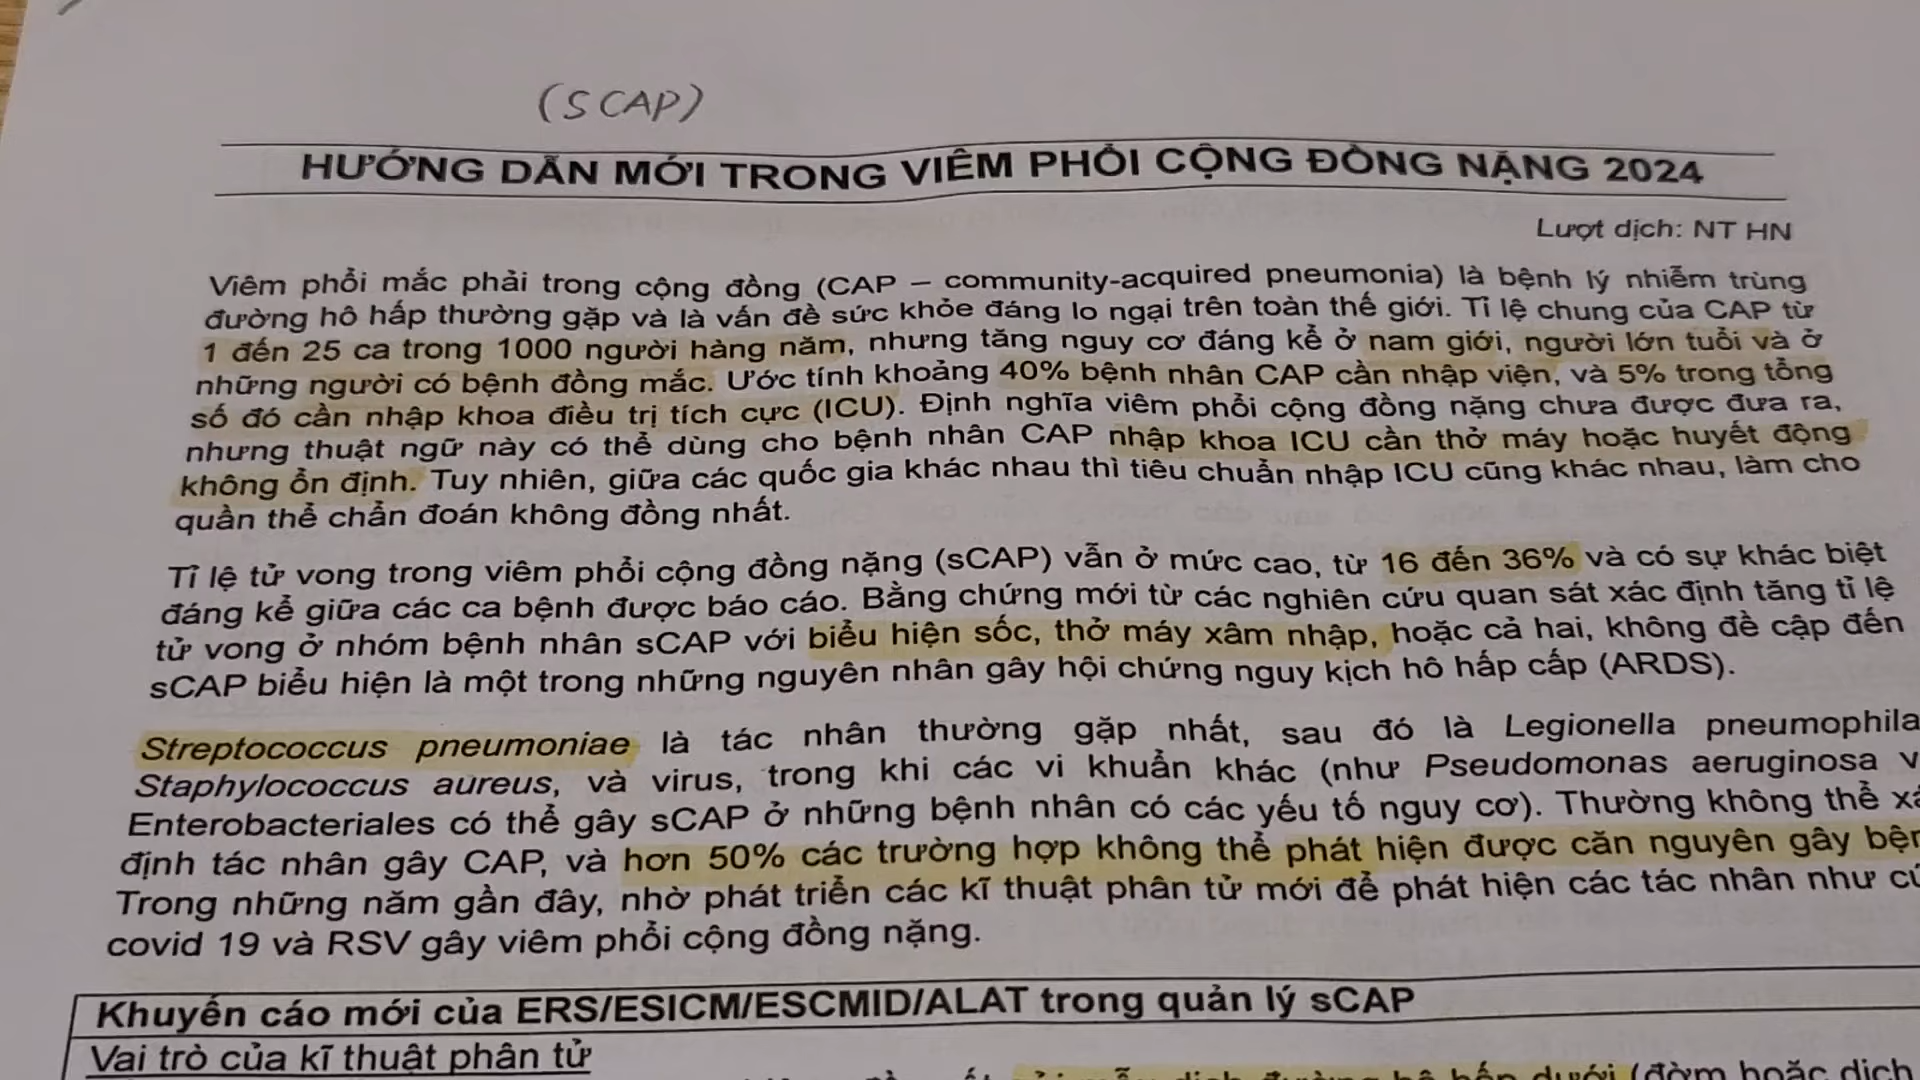 (SCAP)
HƯỚNG DẪN MỚI TRONG VIÊM PHỔI CỘNG ĐỒNG NẶNG 2024
Lượt dịch: NT HN
Viêm phổi mắc phải trong cộng đồng (CAP – community-acquired pneumonia) là bệnh lý nhiễm trùng
đường hô hấp thường gặp và là vấn đề sức khỏe đáng lo ngại trên toàn thế giới. Tỉ lệ chung của CAP từ
1 đến 25 ca trong 1000 người hàng năm, nhưng tăng nguy cơ đáng kể ở nam giới, người lớn tuổi và ở
những người có bệnh đồng mắc. Ước tính khoảng 40% bệnh nhân CAP cần nhập viện, và 5% trong tổng
số đó cần nhập khoa điều trị tích cực (ICU). Định nghĩa viêm phổi cộng đồng nặng chưa được đưa ra,
nhưng thuật ngữ này có thể dùng cho bệnh nhân CAP nhập khoa ICU cần thở máy hoặc huyết động
không ổn định. Tuy nhiên, giữa các quốc gia khác nhau thì tiêu chuẩn nhập ICU cũng khác nhau, làm cho
quần thể chẩn đoán không đồng nhất.
Tỉ lệ tử vong trong viêm phổi cộng đồng nặng (sCAP) vẫn ở mức cao, từ 16 đến 36% và có sự khác biệt
đáng kể giữa các ca bệnh được báo cáo. Bằng chứng mới từ các nghiên cứu quan sát xác định tăng tỉ lệ
tử vong ở nhóm bệnh nhân sCAP với biểu hiện sốc, thở máy xâm nhập, hoặc cả hai, không đề cập đến
sCAP biểu hiện là một trong những nguyên nhân gây hội chứng nguy kịch hô hấp cấp (ARDS).
Streptococcus pneumoniae là tác nhân thường gặp nhất, sau đó là Legionella pneumophila
Staphylococcus aureus, và virus, trong khi các vi khuẩn khác (như Pseudomonas aeruginosa v
Enterobacteriales có thể gây sCAP ở những bệnh nhân có các yếu tố nguy cơ). Thường không thể xá
định tác nhân gây CAP, và hơn 50% các trường hợp không thể phát hiện được căn nguyên gây bện
Trong những năm gần đây, nhờ phát triển các kĩ thuật phân tử mới để phát hiện các tác nhân như cú
covid 19 và RSV gây viêm phổi cộng đồng nặng.
Khuyến cáo mới của ERS/ESICM/ESCMID/ALAT trong quản lý sCAP
Vai trò của kĩ thuật phân tử
dịch đường hô hấp dưới (đờm hoặc dịch